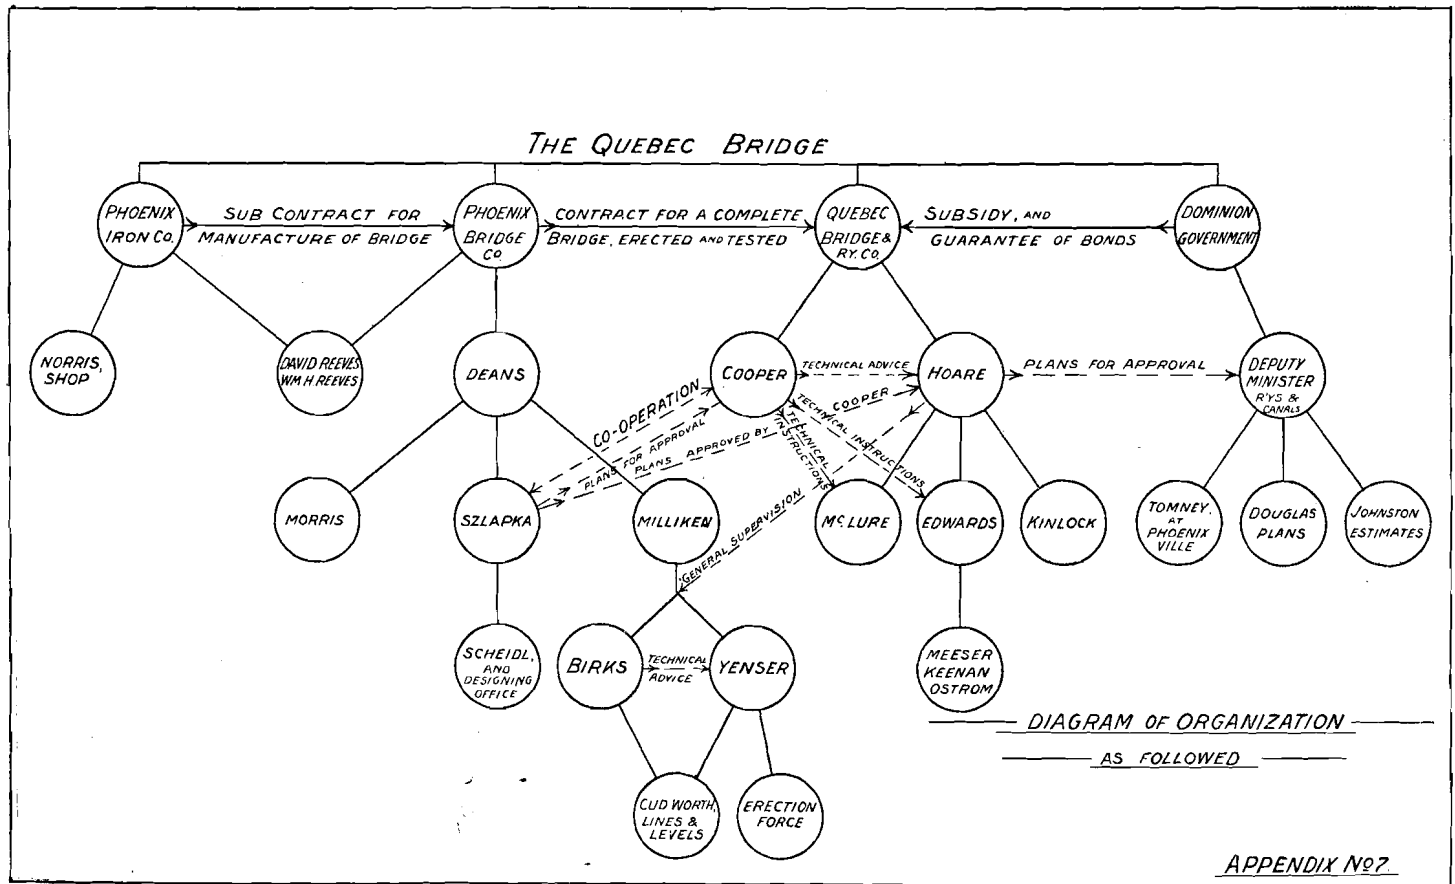 THE QUEBEC BRIDGE
PHOENIX
IRON CO.
SUB CONTRACT FOR
MANUFACTURE OF BRIDGE
PHOENIX
BRIDGE
CO.
CONTRACT FOR A COMPLETE
BRIDGE, ERECTED AND TESTED
QUEBEC
BRIDGE &
RY. CO.
SUBSIDY, AND
GUARANTEE OF BONDS
DOMINION
GOVERNMENT
NORRIS,
SHOP
DAVID REEVES
WM H REEVES
DEANS
COOPER
TECHNICAL ADVICE
HOARE
PLANS FOR APPROVAL
DEPUTY
MINISTER
R'YS &
CANALS
CO-OPERATION
PLANS FOR APPROVAL
PLANS APPROVED BY COOPER
TECHNICAL
INSTRUCTIONS
TECHNICAL INSTRUCTIONS
GENERAL SUPERVISION
MORRIS
SZLAPKA
MILLIKEN
Mc LURE
EDWARDS
KINLOCK
TOMNEY,
AT
PHOENIX
VILLE
DOUGLAS
PLANS
JOHNSTON
ESTIMATES
SCHEIDL,
AND
DESIGNING
OFFICE
BIRKS
TECHNICAL
ADVICE
YENSER
MEESER
KEENAN
OSTROM
CUDWORTH,
LINES &
LEVELS
ERECTION
FORCE
DIAGRAM OF ORGANIZATION
AS FOLLOWED
APPENDIX No 7.